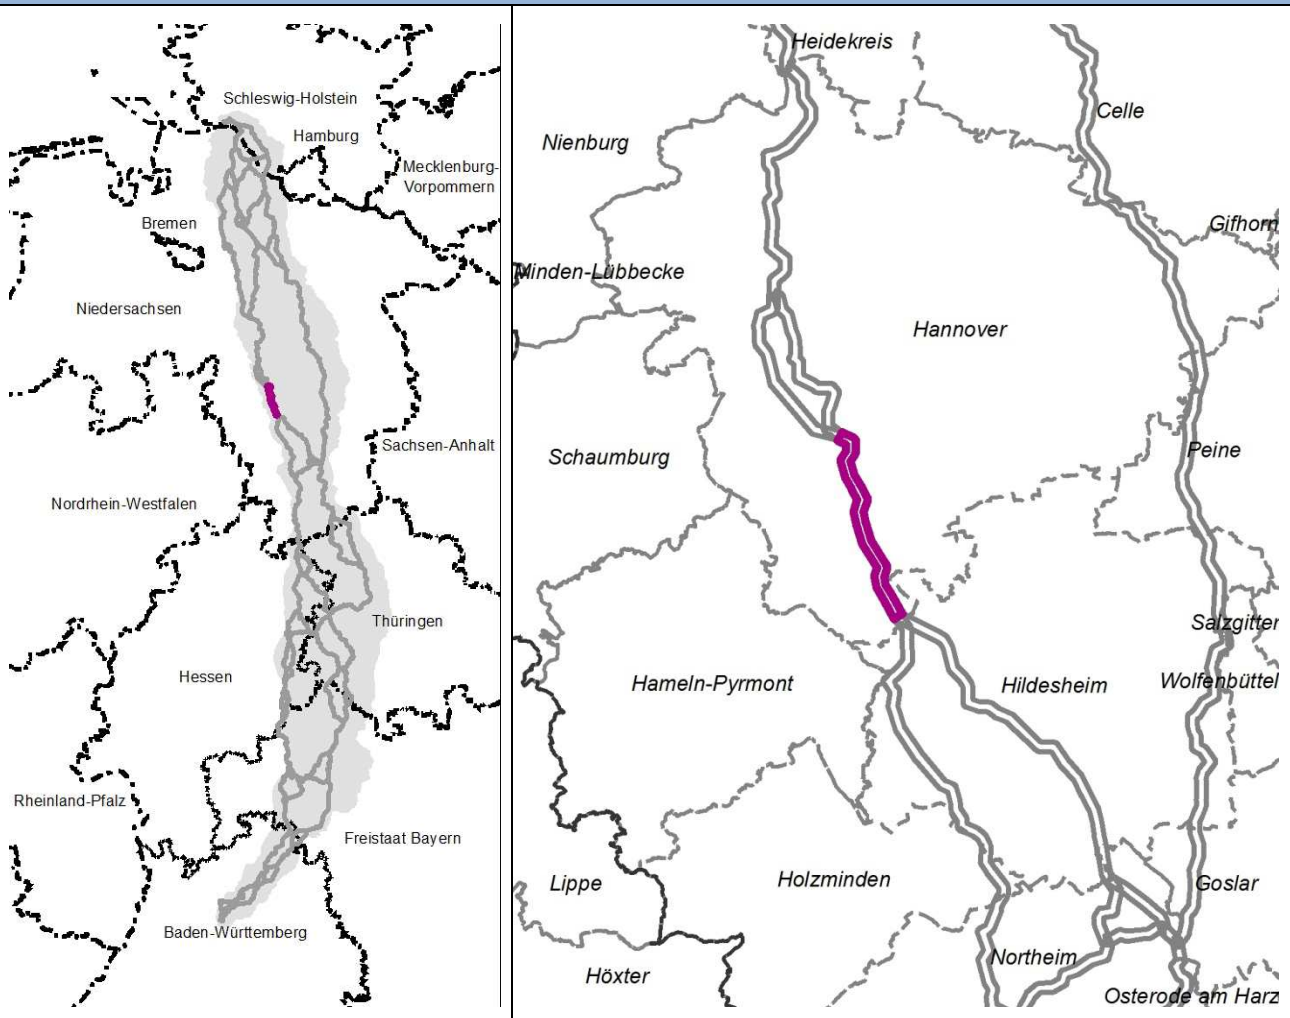 Schleswig-Holstein
Hamburg
Mecklenburg-
Vorpommern
Bremen
Niedersachsen
Sachsen-Anhalt
Nordrhein-Westfalen
Thüringen
Hessen
Rheinland-Pfalz
Freistaat Bayern
Baden-Württemberg
Heidekreis
Celle
Nienburg
Gifhorn
Minden-Lübbecke
Hannover
Peine
Schaumburg
Salzgitter
Wolfenbüttel
Hameln-Pyrmont
Hildesheim
Lippe
Holzminden
Goslar
Northeim
Höxter
Osterode am Harz